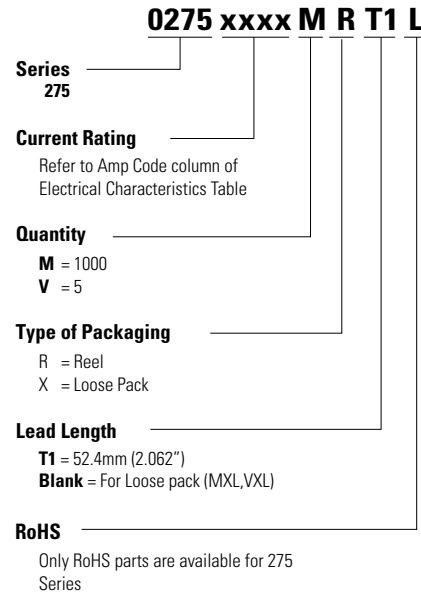 0275 xxxx M R T1 L
Series
275
Current Rating
Refer to Amp Code column of
Electrical Characteristics Table
Quantity
M = 1000
V = 5
Type of Packaging
R = Reel
X = Loose Pack
Lead Length
T1 = 52.4mm (2.062″)
Blank = For Loose pack (MXL,VXL)
RoHS
Only RoHS parts are available for 275
Series